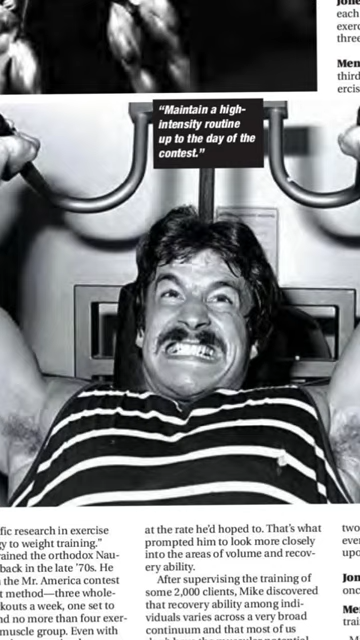 each
exerc
three
Men
third
ercis
“Maintain a high-
intensity routine
up to the day of the
contest.”
fic research in exercise
gy to weight training.”
rained the orthodox Nau-
back in the late ’70s. He
n the Mr. America contest
t method—three whole-
kouts a week, one set to
nd no more than four exer-
muscle group. Even with
at the rate he’d hoped to. That’s what
prompted him to look more closely
into the areas of volume and recov-
ery ability.
After supervising the training of
some 2,000 clients, Mike discovered
that recovery ability among indi-
viduals varies across a very broad
continuum and that most of us
two
ever
upo
Jon
onc
Men
trai